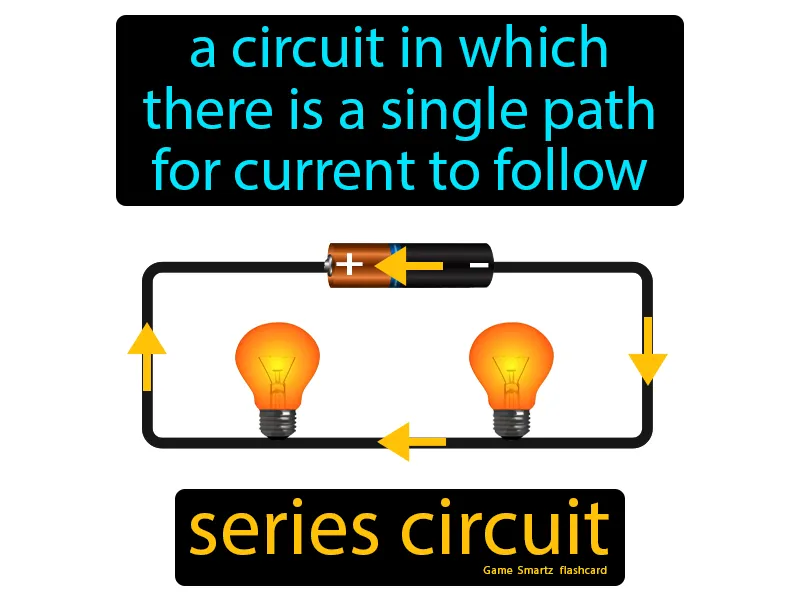 a circuit in which
there is a single path
for current to follow
+ −
series circuit
Game Smartz flashcard